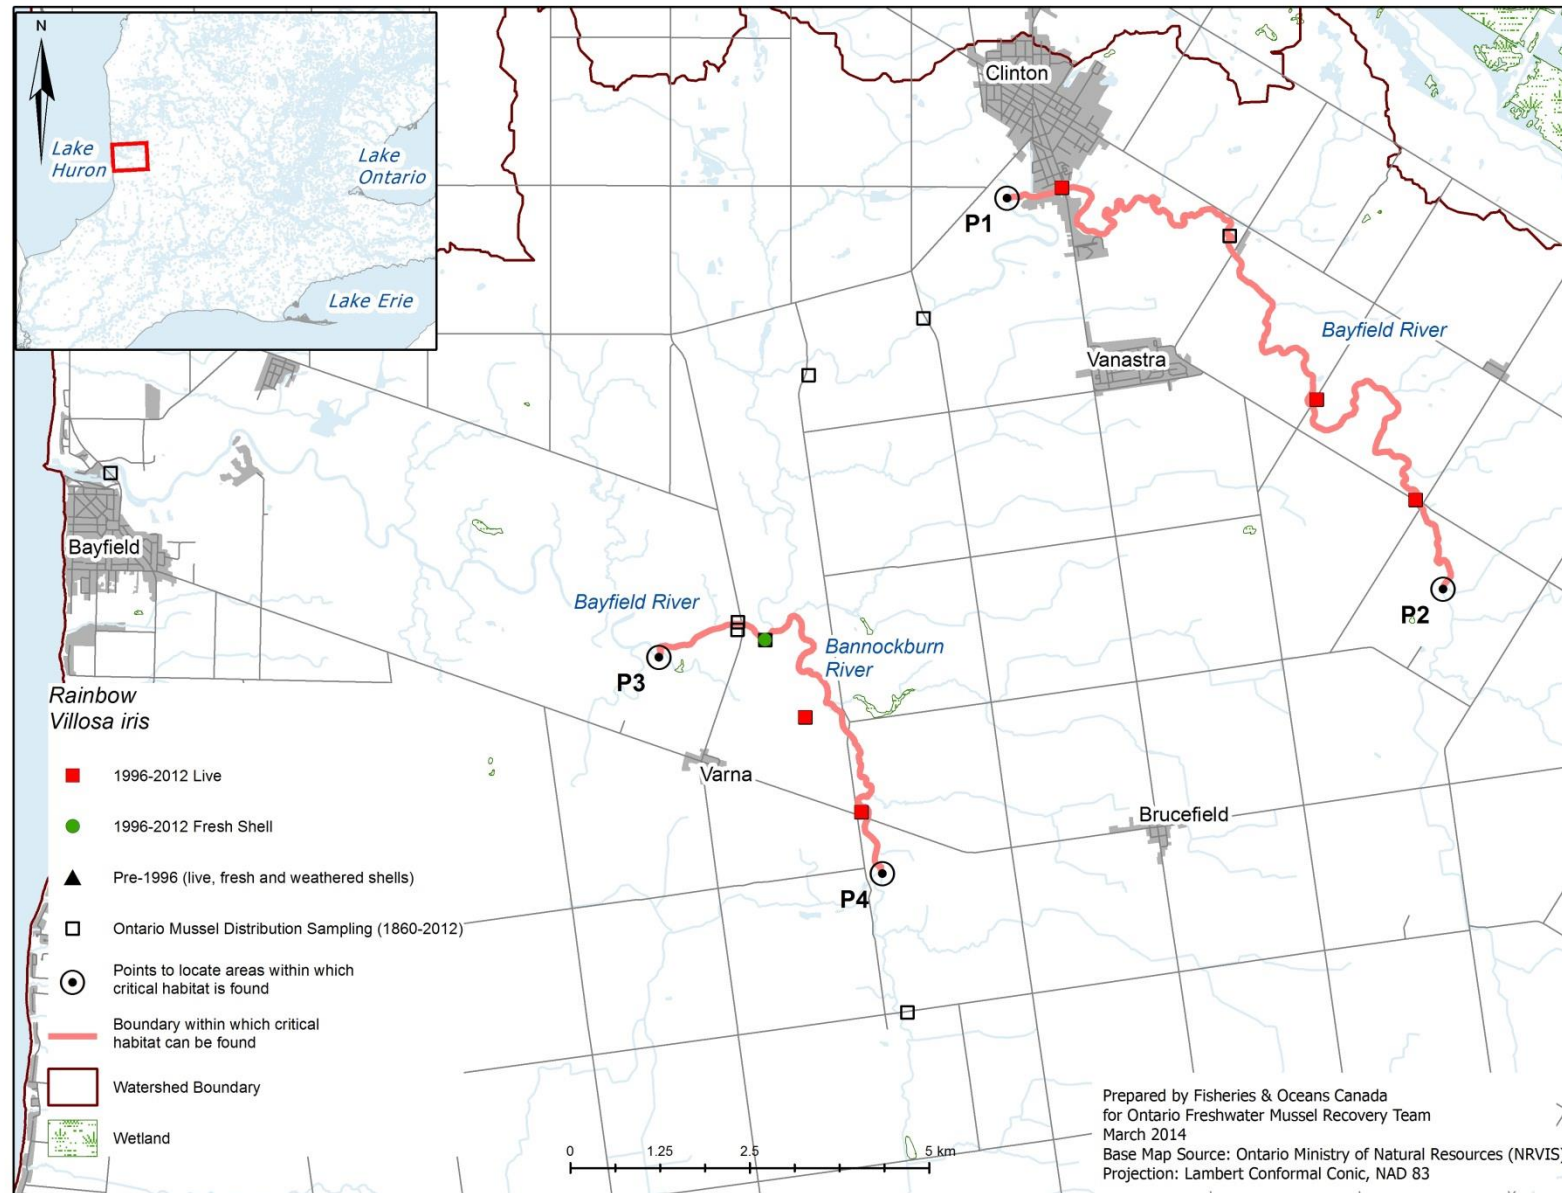 N
Lake
Huron
Lake
Ontario
Lake Erie
Clinton
P1
Bayfield River
Vanastra
Bayfield
Bayfield River
P2
Bannockburn
River
P3
Rainbow
Villosa iris
Varna
1996-2012 Live
Brucefield
1996-2012 Fresh Shell
Pre-1996 (live, fresh and weathered shells)
P4
Ontario Mussel Distribution Sampling (1860-2012)
Points to locate areas within which
critical habitat is found
Boundary within which critical
habitat can be found
Watershed Boundary
Wetland
0 1.25 2.5 5 km
Prepared by Fisheries & Oceans Canada
for Ontario Freshwater Mussel Recovery Team
March 2014
Base Map Source: Ontario Ministry of Natural Resources (NRVIS)
Projection: Lambert Conformal Conic, NAD 83